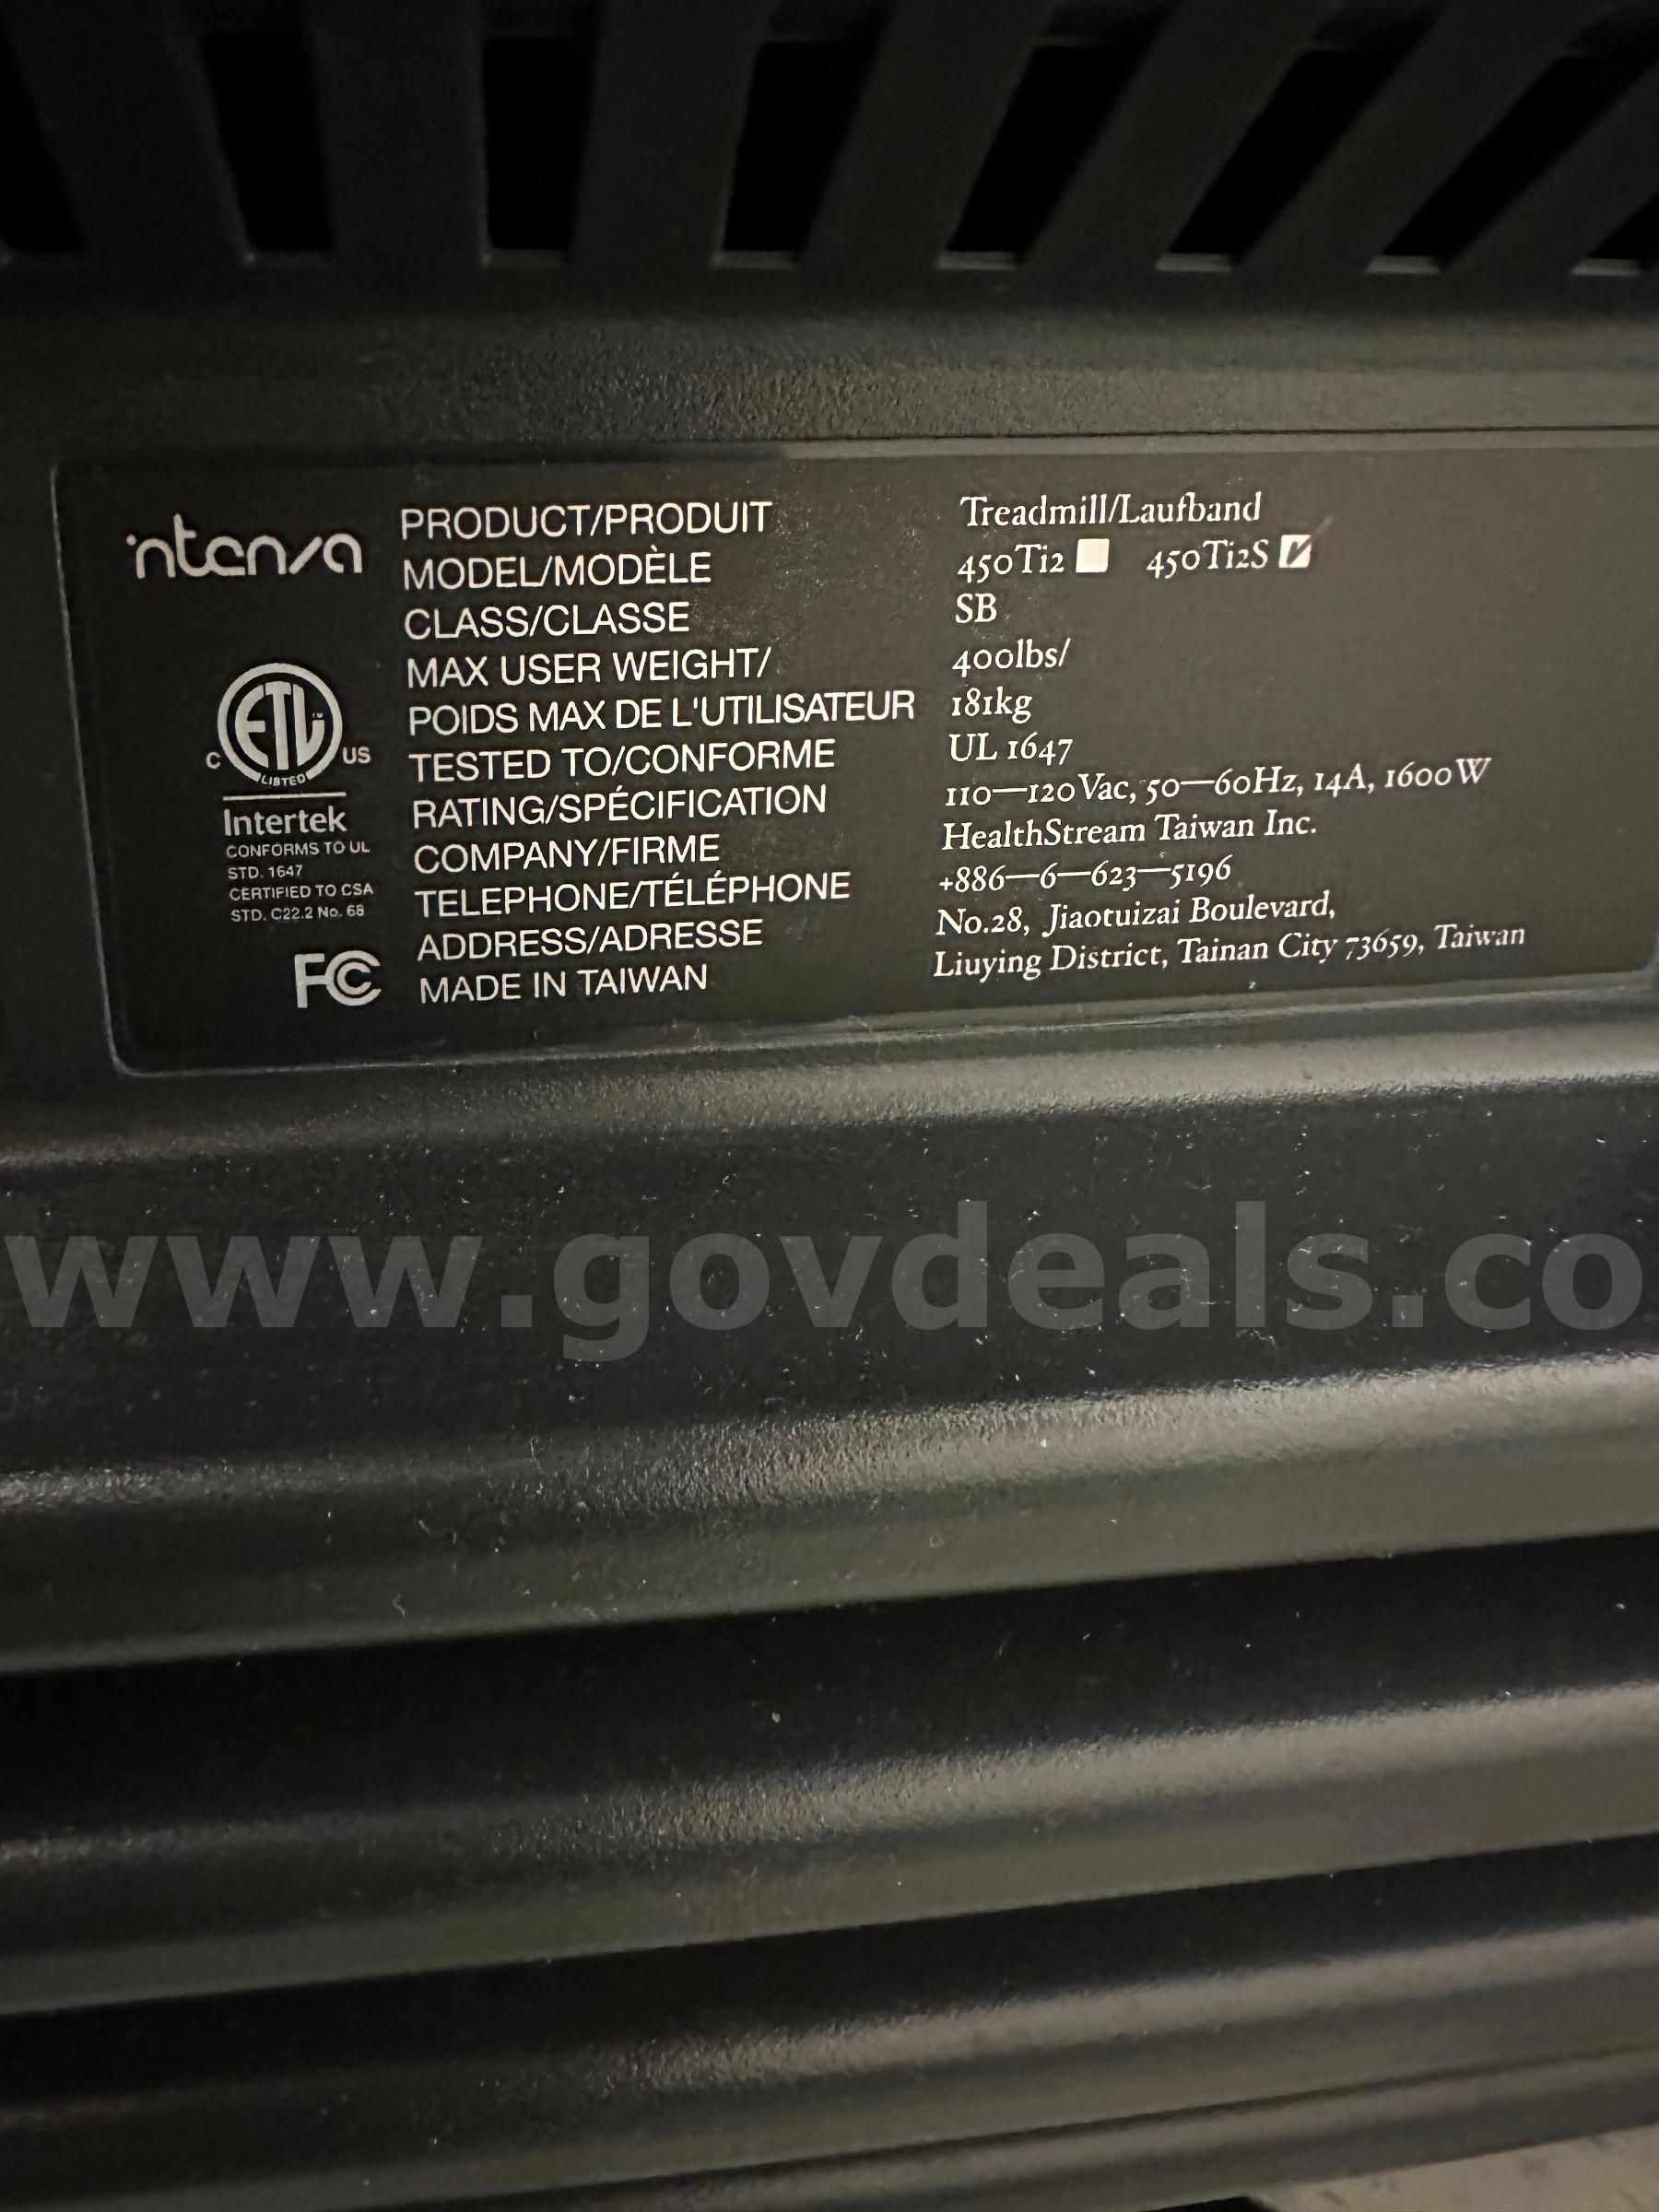 ıntensa
PRODUCT/PRODUIT Treadmill/Laufband
MODEL/MODÈLE 450Ti2 450Ti2S
CLASS/CLASSE SB
MAX USER WEIGHT/ 400lbs/
POIDS MAX DE L'UTILISATEUR 181kg
TESTED TO/CONFORME UL 1647
RATING/SPÉCIFICATION 110—120Vac, 50—60Hz, 14A, 1600W
COMPANY/FIRME HealthStream Taiwan Inc.
TELEPHONE/TÉLÉPHONE +886—6—623—5196
ADDRESS/ADRESSE No.28, Jiaotuizai Boulevard,
MADE IN TAIWAN Liuying District, Tainan City 73659, Taiwan
ETL TM
C US
LISTED
Intertek
CONFORMS TO UL
STD. 1647
CERTIFIED TO CSA
STD. C22.2 No. 68
FC
www.govdeals.co